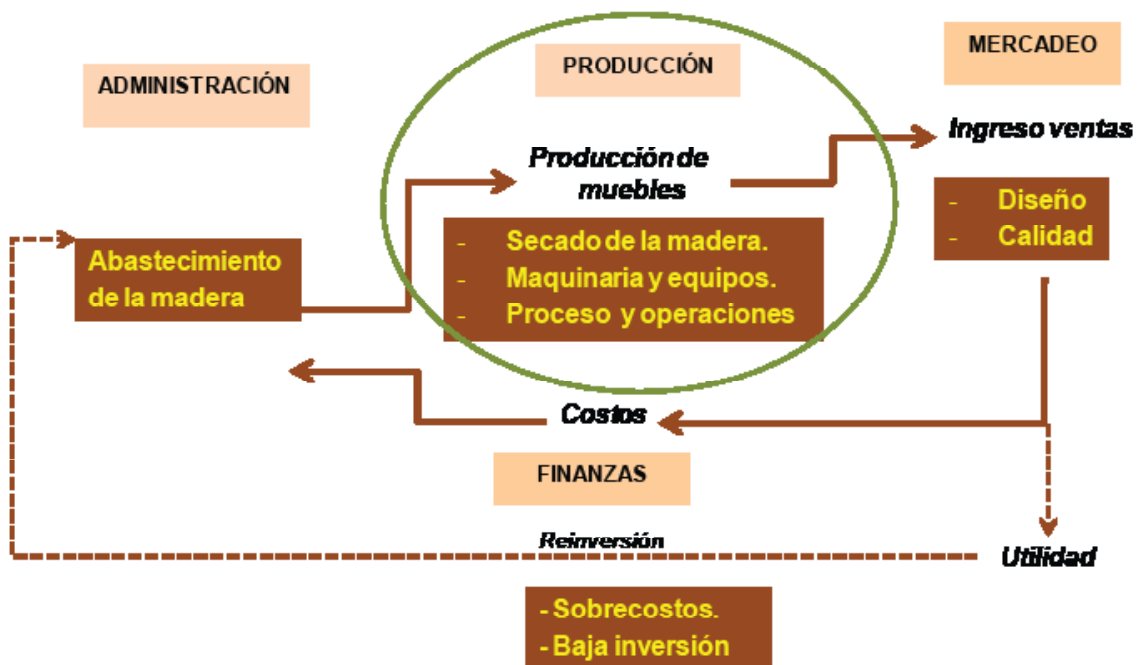 MERCADEO
PRODUCCIÓN
ADMINISTRACIÓN
Ingreso ventas
Producción de
muebles
- Diseño
- Calidad
- Secado de la madera.
- Maquinaria y equipos.
- Proceso y operaciones
Abastecimiento
de la madera
Costos
FINANZAS
Reinversión
Utilidad
- Sobrecostos.
- Baja inversión